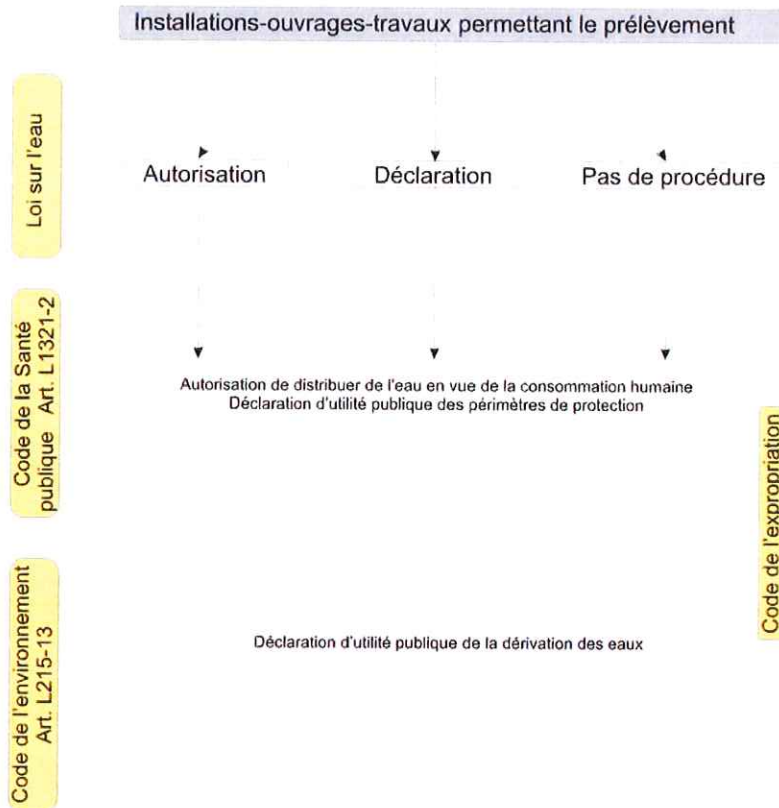 Installations-ouvrages-travaux permettant le prélèvement
Loi sur l'eau
Autorisation
Déclaration
Pas de procédure
Code de la Santé
publique Art. L1321-2
Autorisation de distribuer de l'eau en vue de la consommation humaine
Déclaration d'utilité publique des périmètres de protection
Code de l'expropriation
Code de l'environnement
Art. L215-13
Déclaration d'utilité publique de la dérivation des eaux